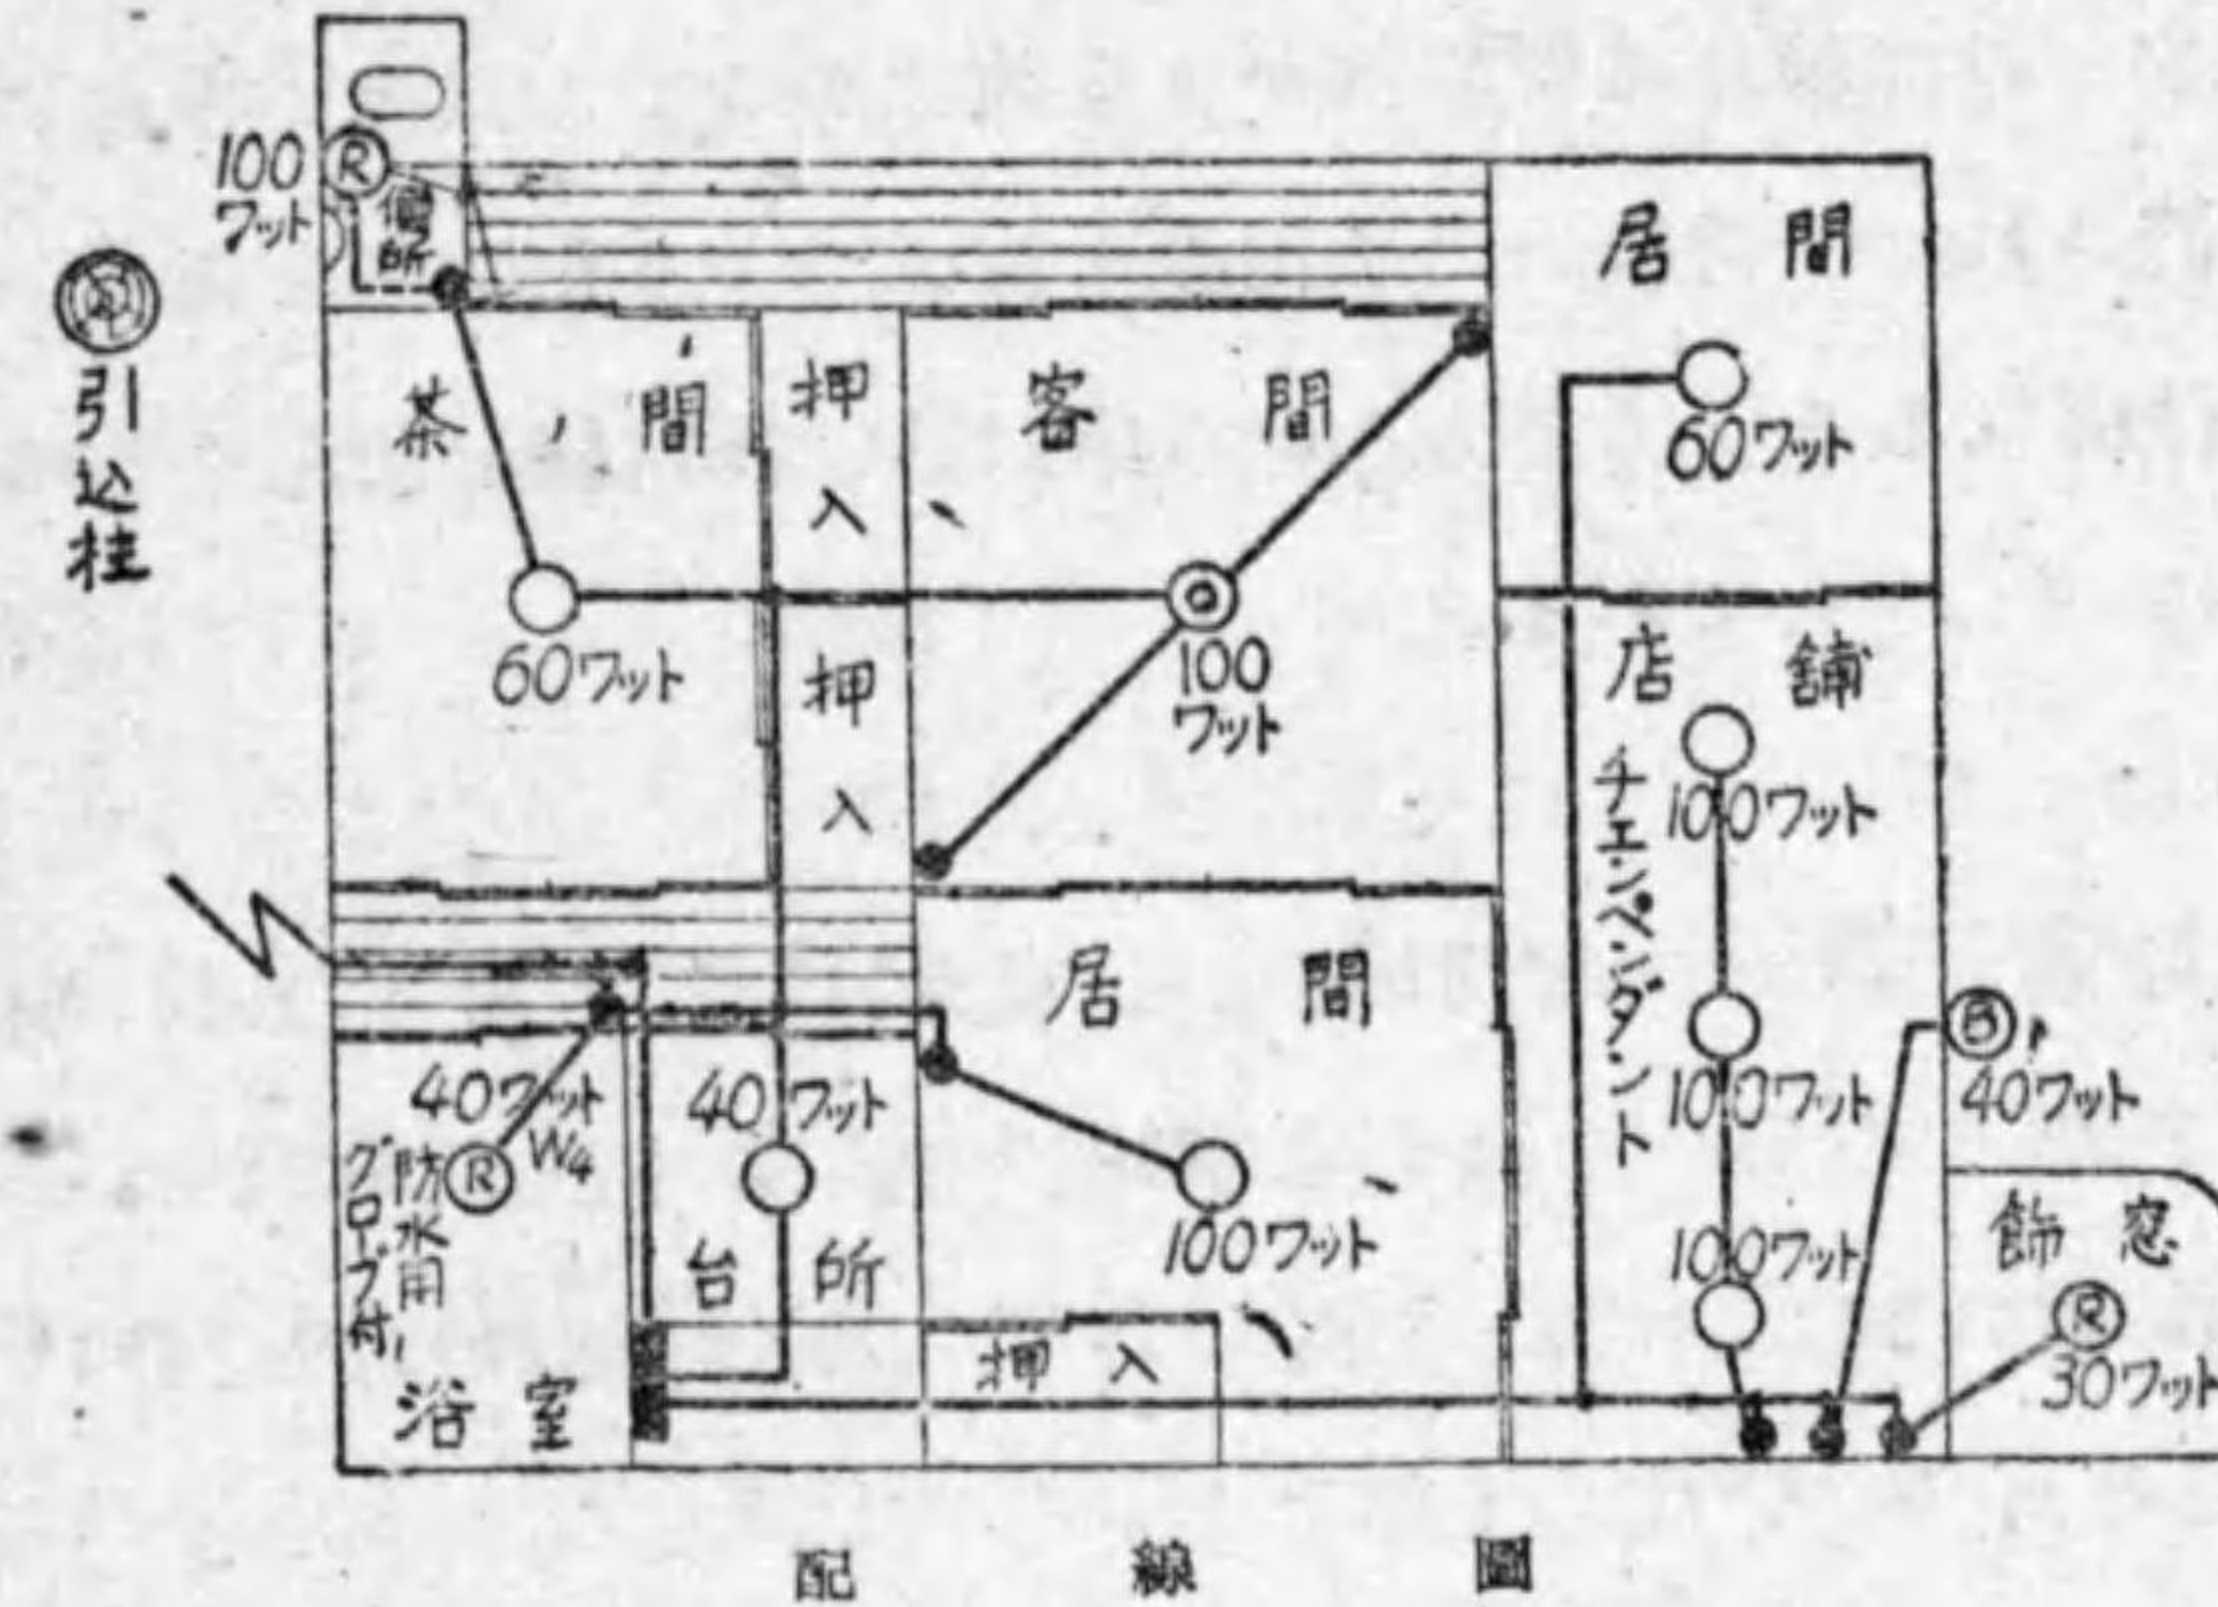 100
ワット
便所
引込柱
居間
60ワット
茶ノ間
60ワット
押入
押入
客間
100
ワット
店舗
チェンペンダント
100ワット
100ワット
100ワット
居間
100ワット
40ワット
W4
防水用
グローブ付
浴室
40ワット
台所
押入
40ワット
飾窓
30ワット
R
R
B
R
配線圖